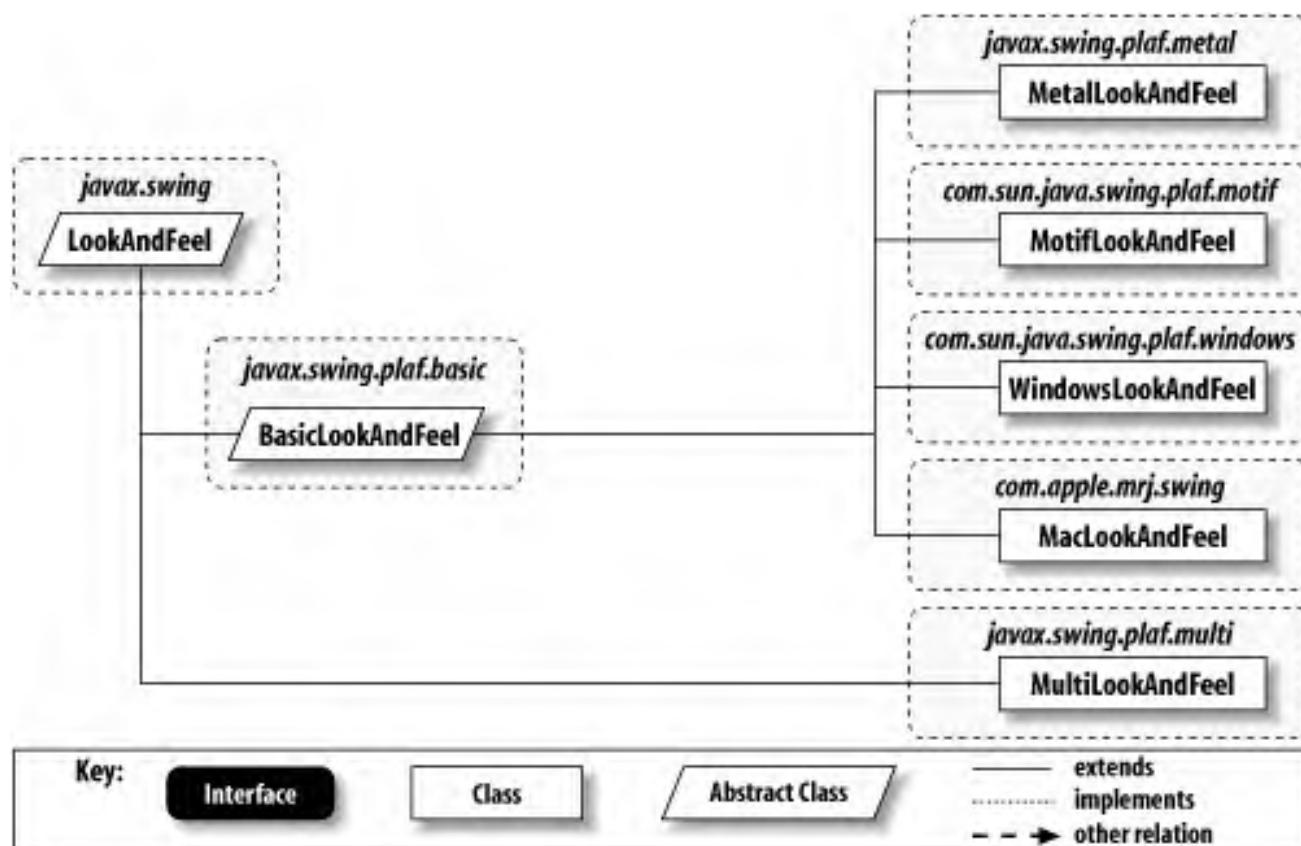 javax.swing.plaf.metal
MetalLookAndFeel
javax.swing
LookAndFeel
com.sun.java.swing.plaf.motif
MotifLookAndFeel
javax.swing.plaf.basic
BasicLookAndFeel
com.sun.java.swing.plaf.windows
WindowsLookAndFeel
com.apple.mrj.swing
MacLookAndFeel
javax.swing.plaf.multi
MultiLookAndFeel
Key:
Interface
Class
Abstract Class
extends
implements
other relation